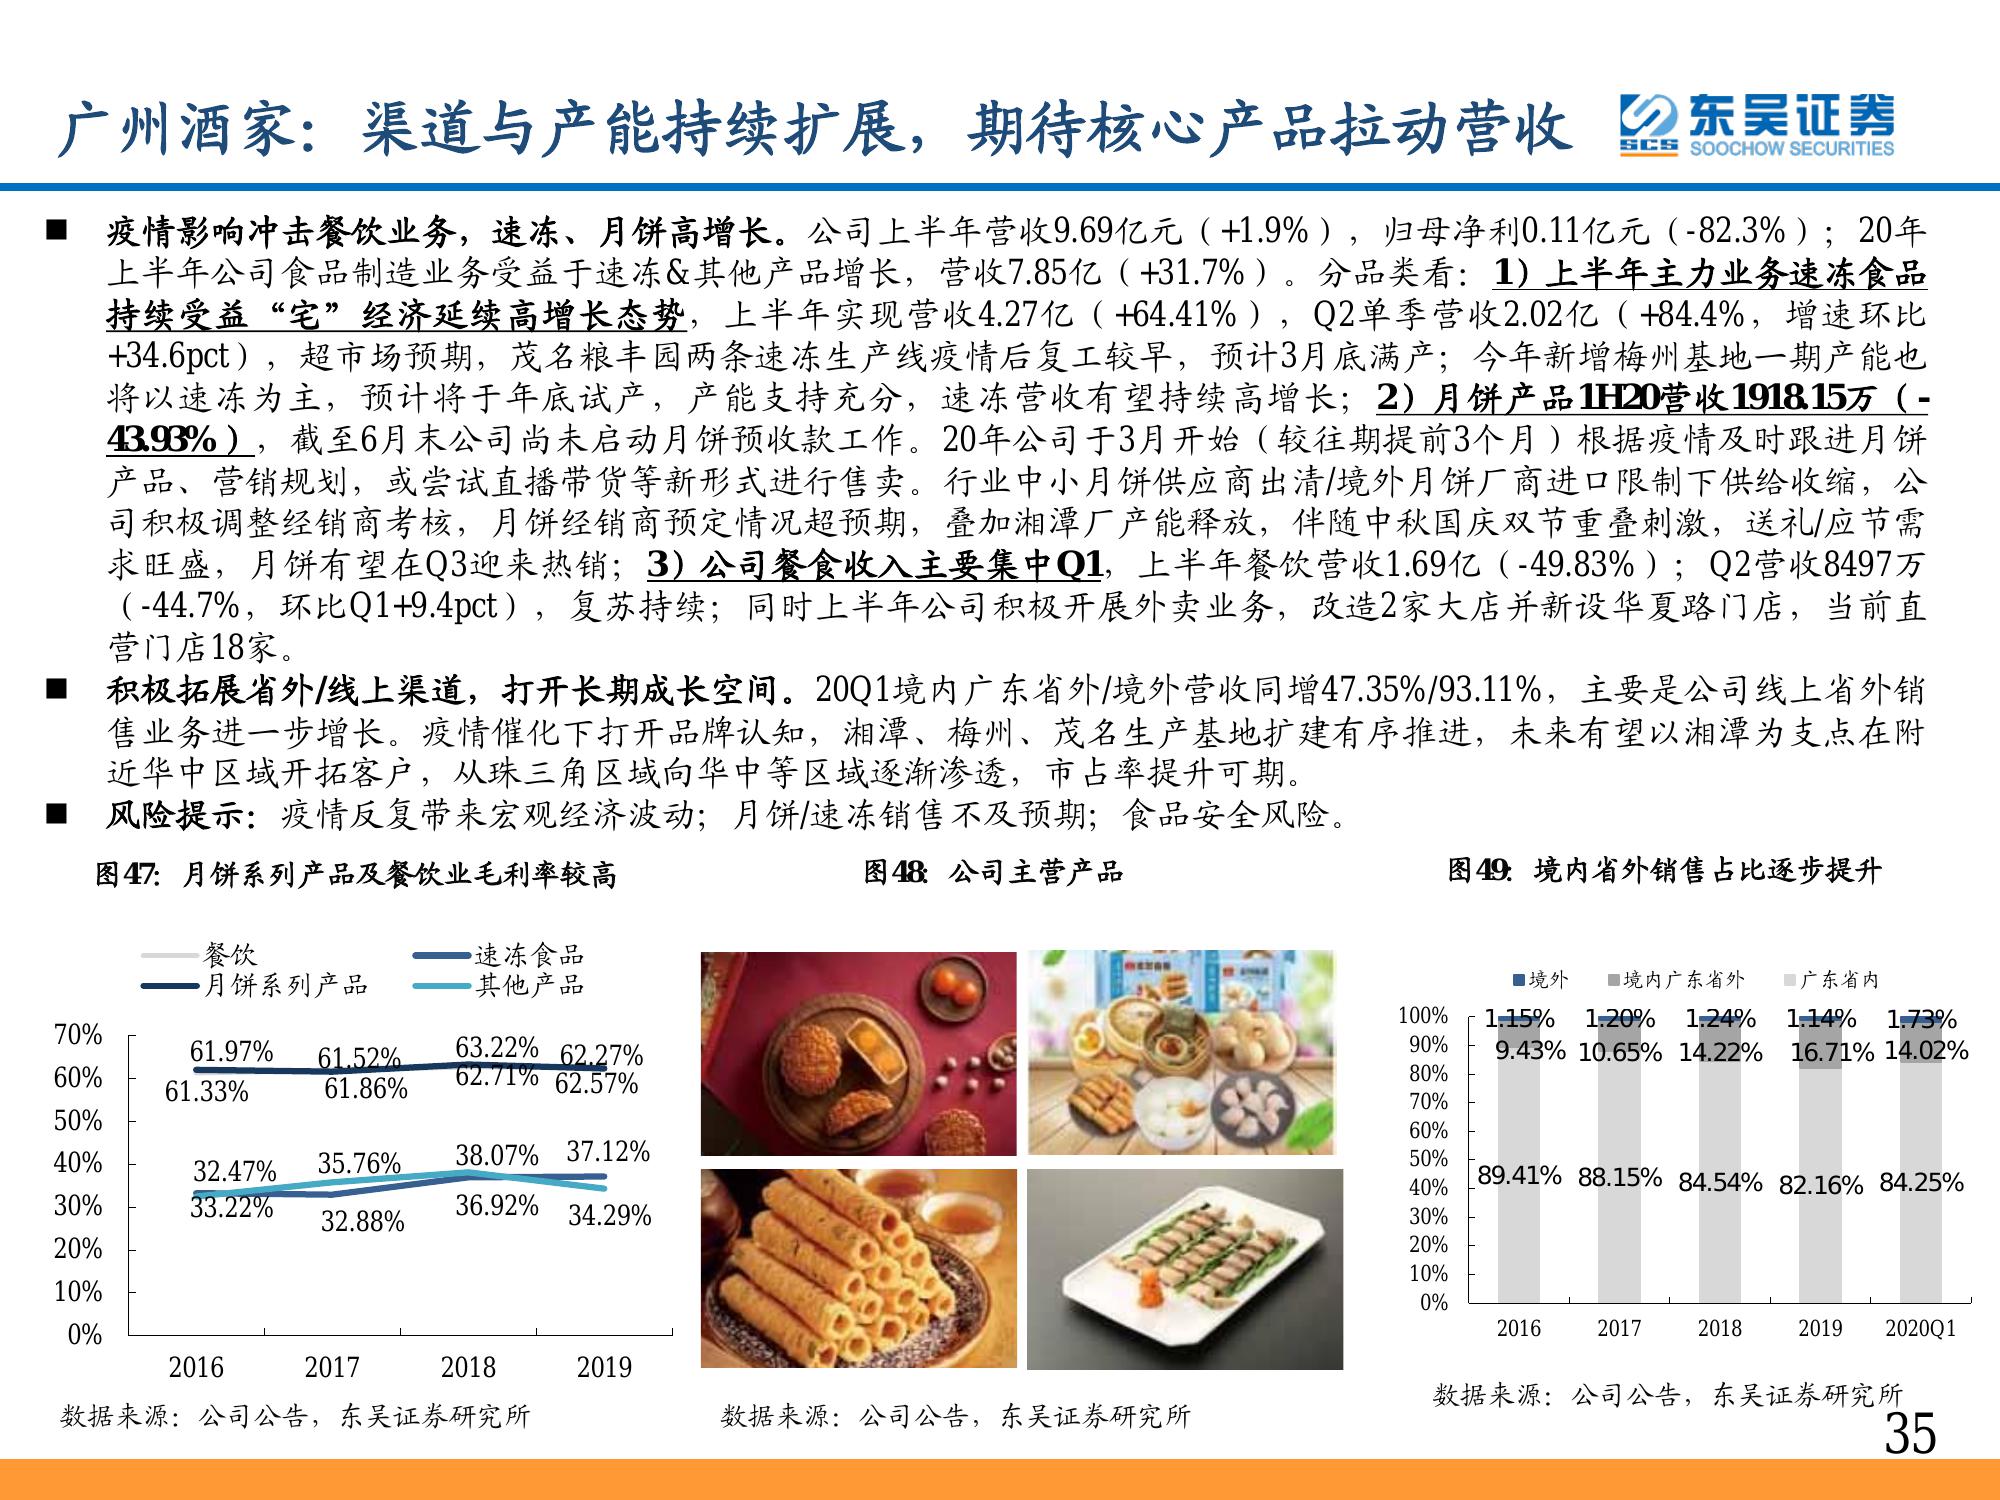 广州酒家：渠道与产能持续扩展，期待核心产品拉动营收
东吴证券
SCS SOOCHOW SECURITIES
■ 疫情影响冲击餐饮业务，速冻、月饼高增长。公司上半年营收9.69亿元（+1.9%），归母净利0.11亿元（-82.3%）；20年
上半年公司食品制造业务受益于速冻&其他产品增长，营收7.85亿（+31.7%）。分品类看：1）上半年主力业务速冻食品
持续受益“宅”经济延续高增长态势，上半年实现营收4.27亿（+64.41%），Q2单季营收2.02亿（+84.4%，增速环比
+34.6pct），超市场预期，茂名粮丰园两条速冻生产线疫情后复工较早，预计3月底满产；今年新增梅州基地一期产能也
将以速冻为主，预计将于年底试产，产能支持充分，速冻营收有望持续高增长；2）月饼产品1H20营收1918.15万（-
43.93%），截至6月末公司尚未启动月饼预收款工作。20年公司于3月开始（较往期提前3个月）根据疫情及时跟进月饼
产品、营销规划，或尝试直播带货等新形式进行售卖。行业中小月饼供应商出清/境外月饼厂商进口限制下供给收缩，公
司积极调整经销商考核，月饼经销商预定情况超预期，叠加湘潭厂产能释放，伴随中秋国庆双节重叠刺激，送礼/应节需
求旺盛，月饼有望在Q3迎来热销；3）公司餐食收入主要集中Q1，上半年餐饮营收1.69亿（-49.83%）；Q2营收8497万
（-44.7%，环比Q1+9.4pct），复苏持续；同时上半年公司积极开展外卖业务，改造2家大店并新设华夏路门店，当前直
营门店18家。
■ 积极拓展省外/线上渠道，打开长期成长空间。20Q1境内广东省外/境外营收同增47.35%/93.11%，主要是公司线上省外销
售业务进一步增长。疫情催化下打开品牌认知，湘潭、梅州、茂名生产基地扩建有序推进，未来有望以湘潭为支点在附
近华中区域开拓客户，从珠三角区域向华中等区域逐渐渗透，市占率提升可期。
■ 风险提示：疫情反复带来宏观经济波动；月饼/速冻销售不及预期；食品安全风险。
图47：月饼系列产品及餐饮业毛利率较高
餐饮 速冻食品
月饼系列产品 其他产品
70%
60%
50%
40%
30%
20%
10%
0%
61.97% 61.52% 63.22% 62.27%
61.33% 61.86% 62.71% 62.57%
32.47% 35.76% 38.07% 37.12%
33.22% 32.88% 36.92% 34.29%
2016 2017 2018 2019
数据来源：公司公告，东吴证券研究所
图48：公司主营产品
数据来源：公司公告，东吴证券研究所
图49：境内省外销售占比逐步提升
境外 境内广东省外 广东省内
100%
90%
80%
70%
60%
50%
40%
30%
20%
10%
0%
1.15% 1.20% 1.24% 1.14% 1.73%
9.43% 10.65% 14.22% 16.71% 14.02%
89.41% 88.15% 84.54% 82.16% 84.25%
2016 2017 2018 2019 2020Q1
数据来源：公司公告，东吴证券研究所
35